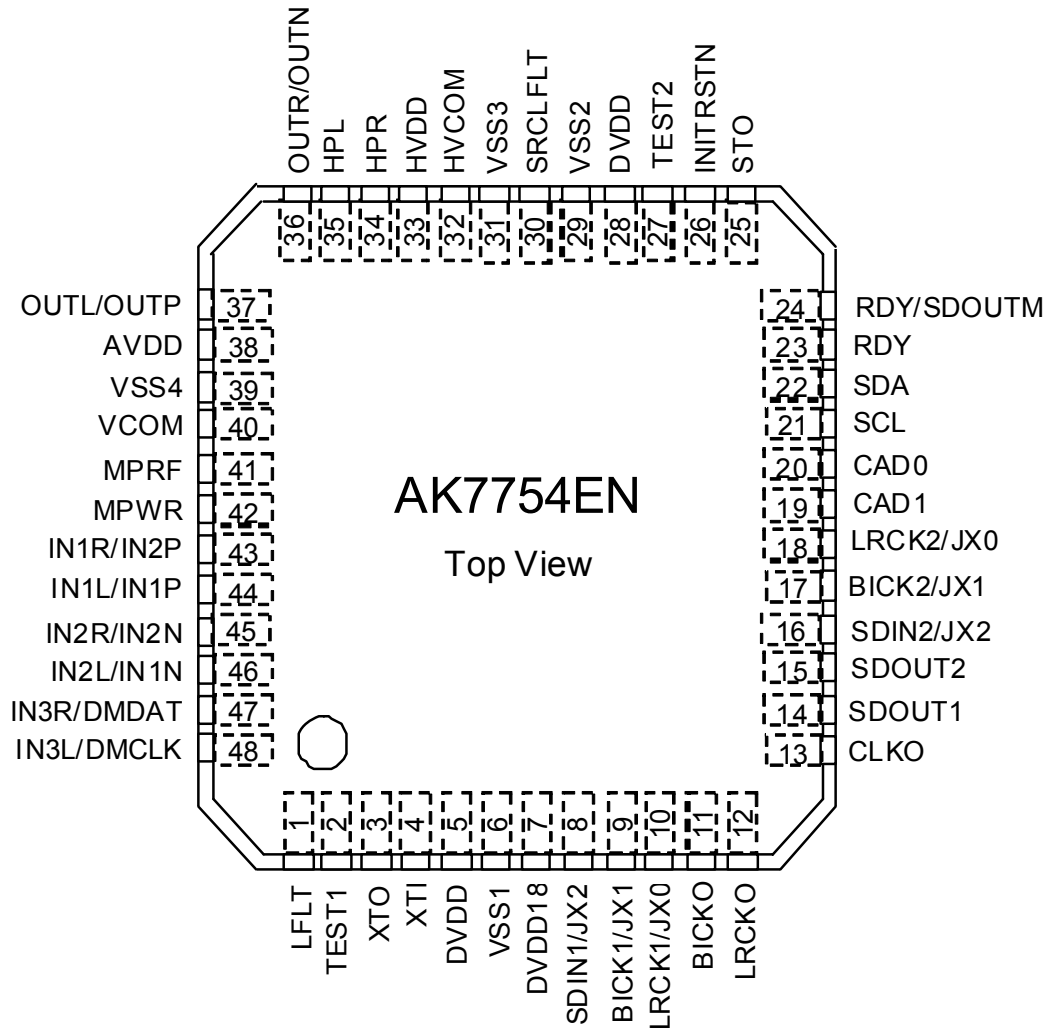 OUTR/OUTN
HPL
HPR
HVDD
HVCOM
VSS3
SRCLFLT
VSS2
DVDD
TEST2
INITRSTN
STO
36
35
34
33
32
31
30
29
28
27
26
25
OUTL/OUTP 37
AVDD 38
VSS4 39
VCOM 40
MPRF 41
MPWR 42
IN1R/IN2P 43
IN1L/IN1P 44
IN2R/IN2N 45
IN2L/IN1N 46
IN3R/DMDAT 47
IN3L/DMCLK 48
AK7754EN
Top View
24 RDY/SDOUTM
23 RDY
22 SDA
21 SCL
20 CAD0
19 CAD1
18 LRCK2/JX0
17 BICK2/JX1
16 SDIN2/JX2
15 SDOUT2
14 SDOUT1
13 CLKO
1
2
3
4
5
6
7
8
9
10
11
12
LFLT
TEST1
XTO
XTI
DVDD
VSS1
DVDD18
SDIN1/JX2
BICK1/JX1
LRCK1/JX0
BICKO
LRCKO